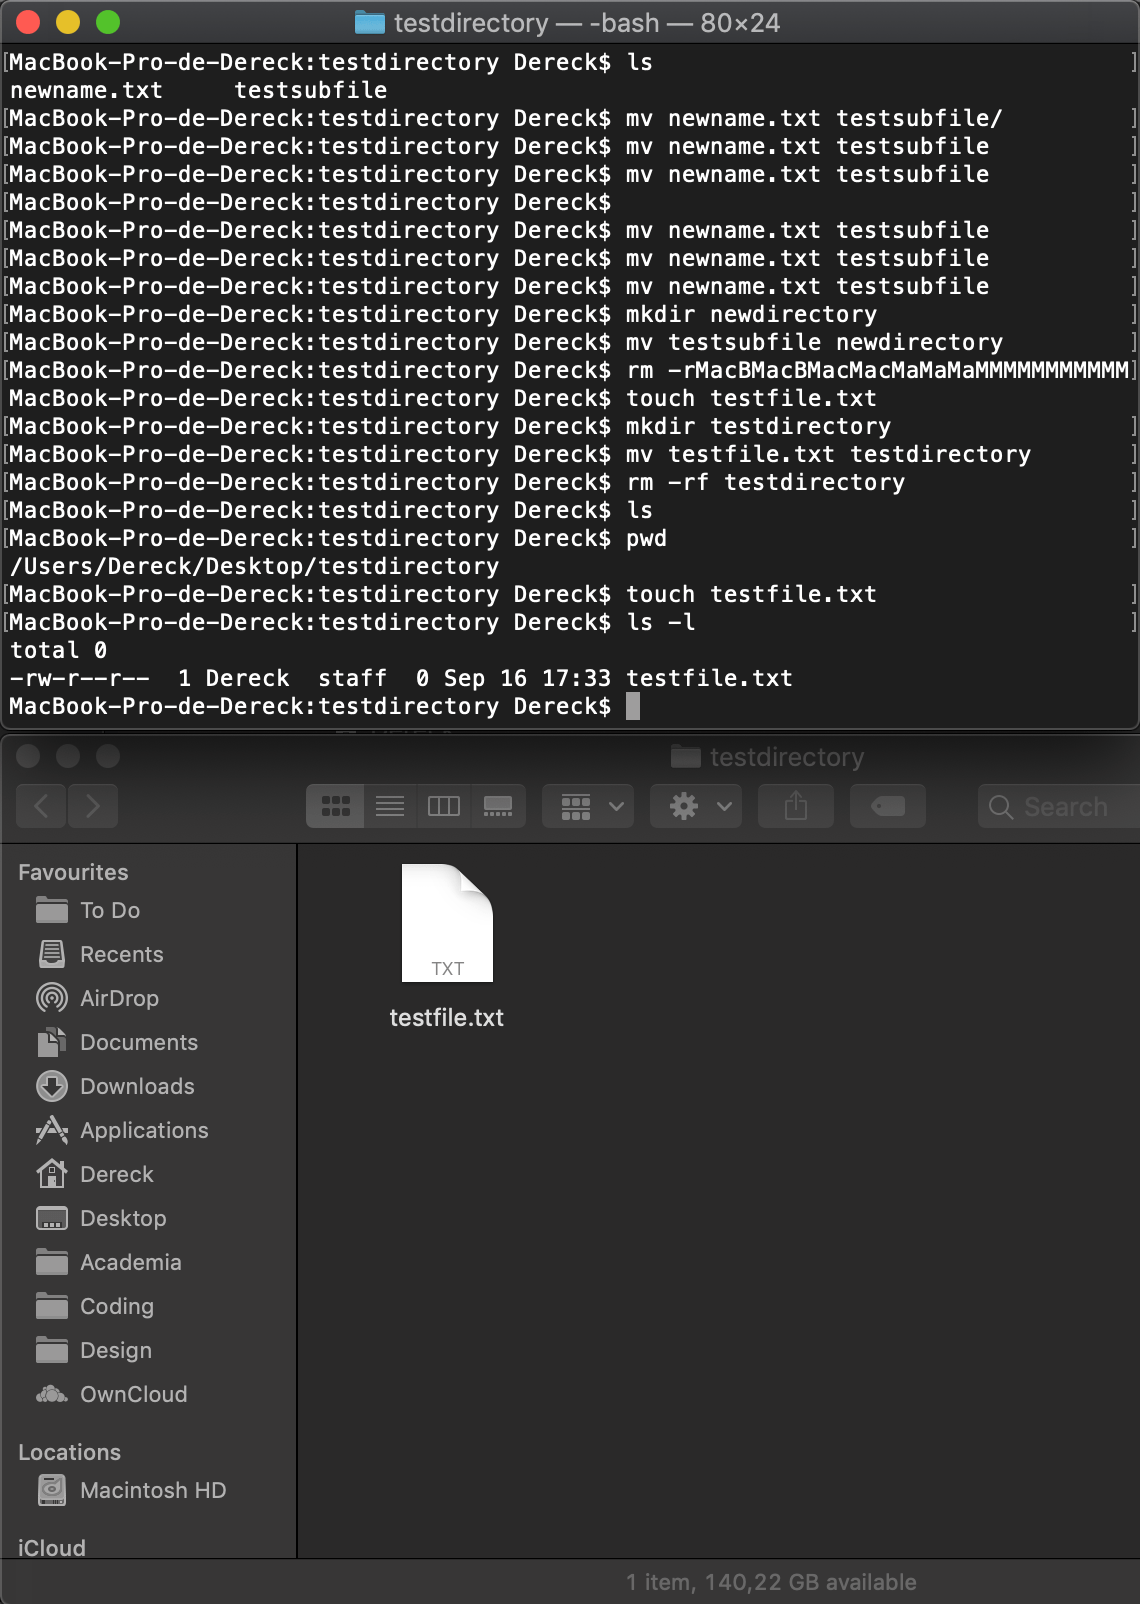 testdirectory — -bash — 80×24
[MacBook-Pro-de-Dereck:testdirectory Dereck$ ls ]
newname.txt testsubfile
[MacBook-Pro-de-Dereck:testdirectory Dereck$ mv newname.txt testsubfile/ ]
[MacBook-Pro-de-Dereck:testdirectory Dereck$ mv newname.txt testsubfile ]
[MacBook-Pro-de-Dereck:testdirectory Dereck$ mv newname.txt testsubfile ]
[MacBook-Pro-de-Dereck:testdirectory Dereck$ ]
[MacBook-Pro-de-Dereck:testdirectory Dereck$ mv newname.txt testsubfile ]
[MacBook-Pro-de-Dereck:testdirectory Dereck$ mv newname.txt testsubfile ]
[MacBook-Pro-de-Dereck:testdirectory Dereck$ mv newname.txt testsubfile ]
[MacBook-Pro-de-Dereck:testdirectory Dereck$ mkdir newdirectory ]
[MacBook-Pro-de-Dereck:testdirectory Dereck$ mv testsubfile newdirectory ]
[MacBook-Pro-de-Dereck:testdirectory Dereck$ rm -rMacBMacBMacMacMaMaMaMMMMMMMMMMM]
MacBook-Pro-de-Dereck:testdirectory Dereck$ touch testfile.txt
[MacBook-Pro-de-Dereck:testdirectory Dereck$ mkdir testdirectory ]
[MacBook-Pro-de-Dereck:testdirectory Dereck$ mv testfile.txt testdirectory ]
[MacBook-Pro-de-Dereck:testdirectory Dereck$ rm -rf testdirectory ]
[MacBook-Pro-de-Dereck:testdirectory Dereck$ ls ]
[MacBook-Pro-de-Dereck:testdirectory Dereck$ pwd ]
/Users/Dereck/Desktop/testdirectory
[MacBook-Pro-de-Dereck:testdirectory Dereck$ touch testfile.txt ]
[MacBook-Pro-de-Dereck:testdirectory Dereck$ ls -l ]
total 0
-rw-r--r-- 1 Dereck staff 0 Sep 16 17:33 testfile.txt
MacBook-Pro-de-Dereck:testdirectory Dereck$
testdirectory
Search
Favourites
To Do
Recents
AirDrop
Documents
Downloads
Applications
Dereck
Desktop
Academia
Coding
Design
OwnCloud
Locations
Macintosh HD
iCloud
TXT
testfile.txt
1 item, 140,22 GB available